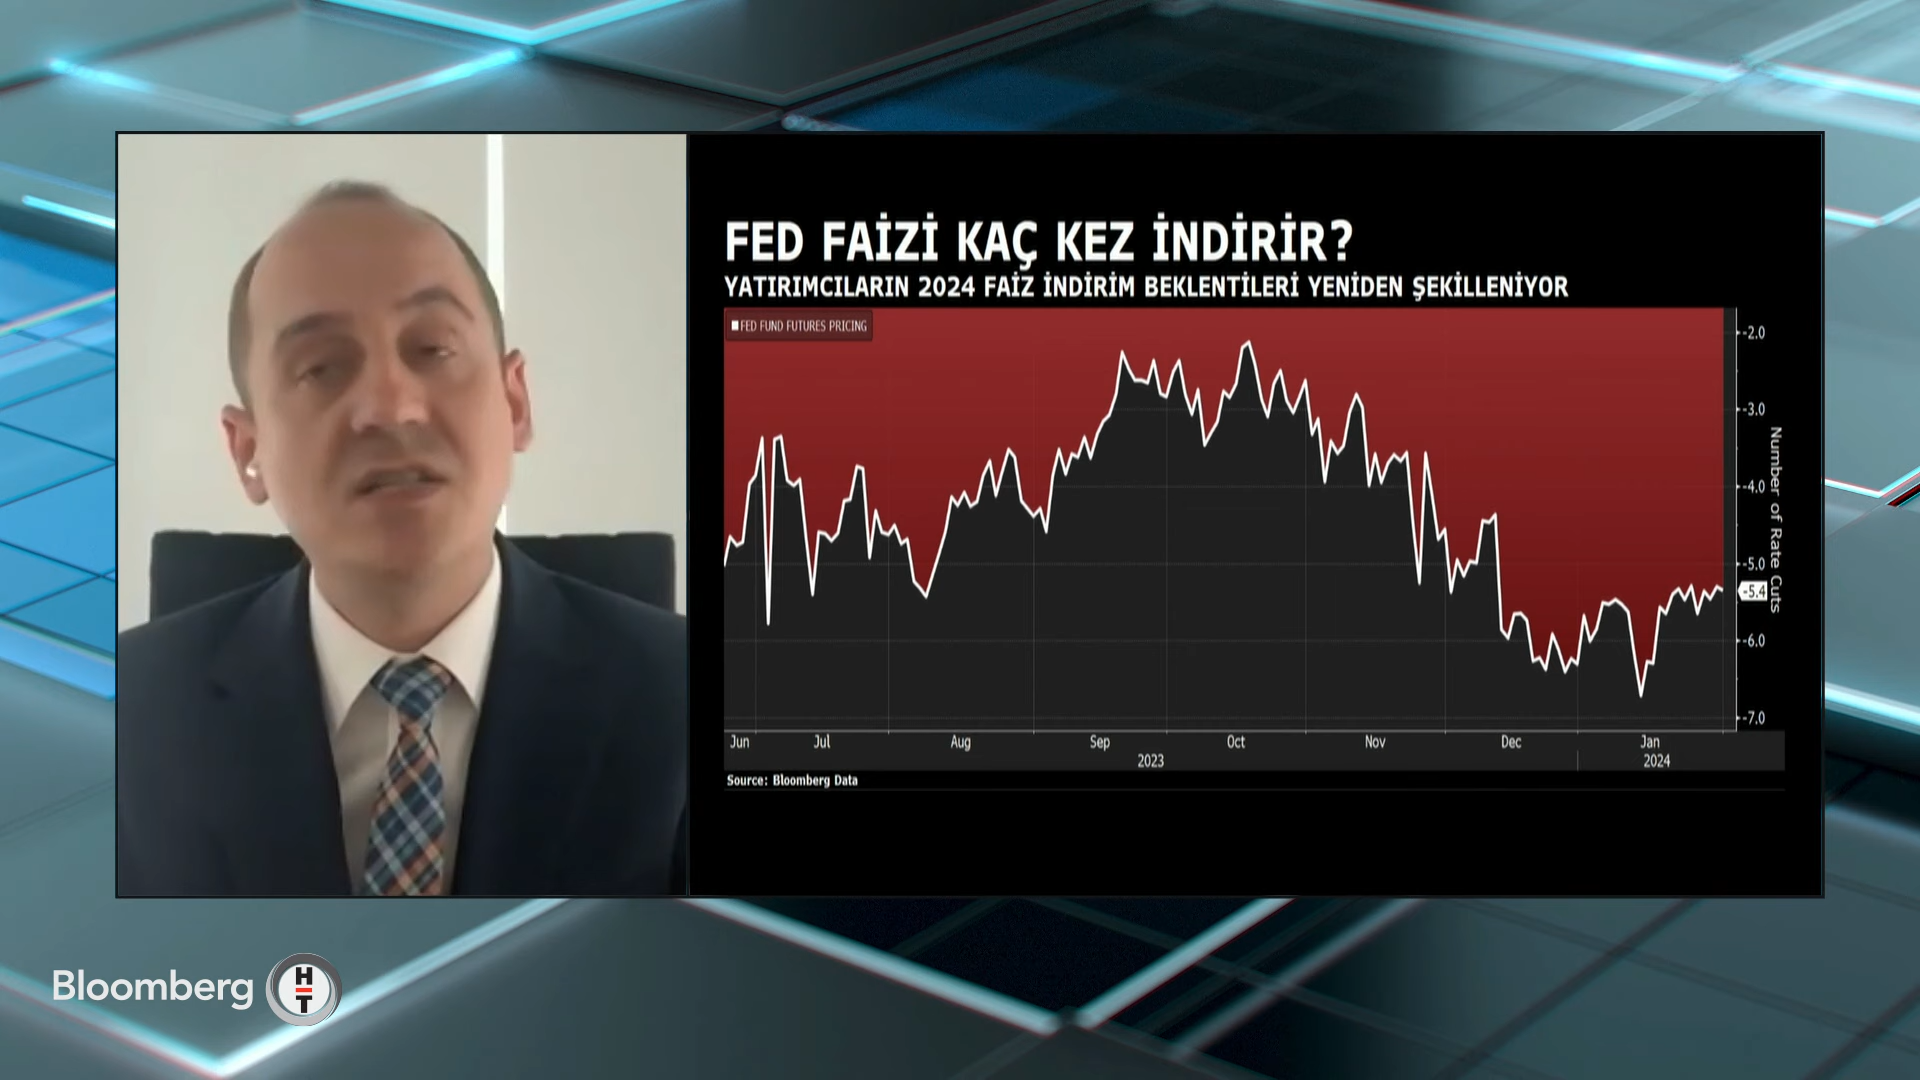 FED FAİZİ KAÇ KEZ İNDİRİR?
YATIRIMCILARIN 2024 FAİZ İNDİRİM BEKLENTİLERİ YENİDEN ŞEKİLLENİYOR
FED FUND FUTURES PRICING
-2.0
-3.0
-4.0
-5.0
-5.4
-6.0
-7.0
Number of Rate Cuts
Jun Jul Aug Sep Oct Nov Dec Jan
2023 2024
Source: Bloomberg Data
Bloomberg HT